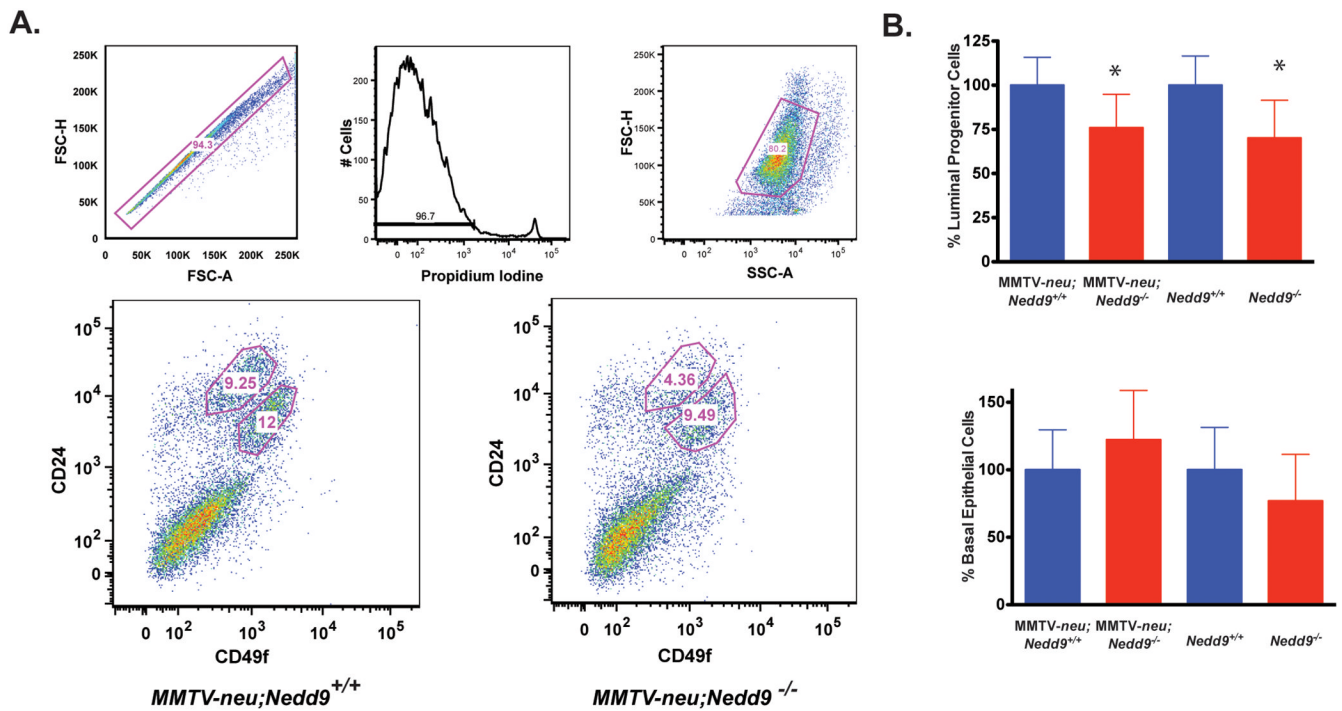 A.
250K
200K
150K
100K
50K
0
FSC-H
94.3
0 50K 100K 150K 200K 250K
FSC-A
200
150
100
50
0
# Cells
96.7
0 10^2 10^3 10^4 10^5
Propidium Iodine
250K
200K
150K
100K
50K
0
FSC-H
80.2
0 10^2 10^3 10^4 10^5
SSC-A
10^5
10^4
10^3
10^2
0
CD24
9.25
12
0 10^2 10^3 10^4 10^5
CD49f
MMTV-neu;Nedd9^+/+
10^5
10^4
10^3
10^2
0
CD24
4.36
9.49
0 10^2 10^3 10^4 10^5
CD49f
MMTV-neu;Nedd9 ^-/-
B.
125
100
75
50
25
0
% Luminal Progenitor Cells
* *
MMTV-neu; MMTV-neu; Nedd9^+/+ Nedd9^-/-
Nedd9^+/+ Nedd9^-/-
150
100
50
0
% Basal Epithelial Cells
MMTV-neu; MMTV-neu; Nedd9^+/+ Nedd9^-/-
Nedd9^+/+ Nedd9^-/-